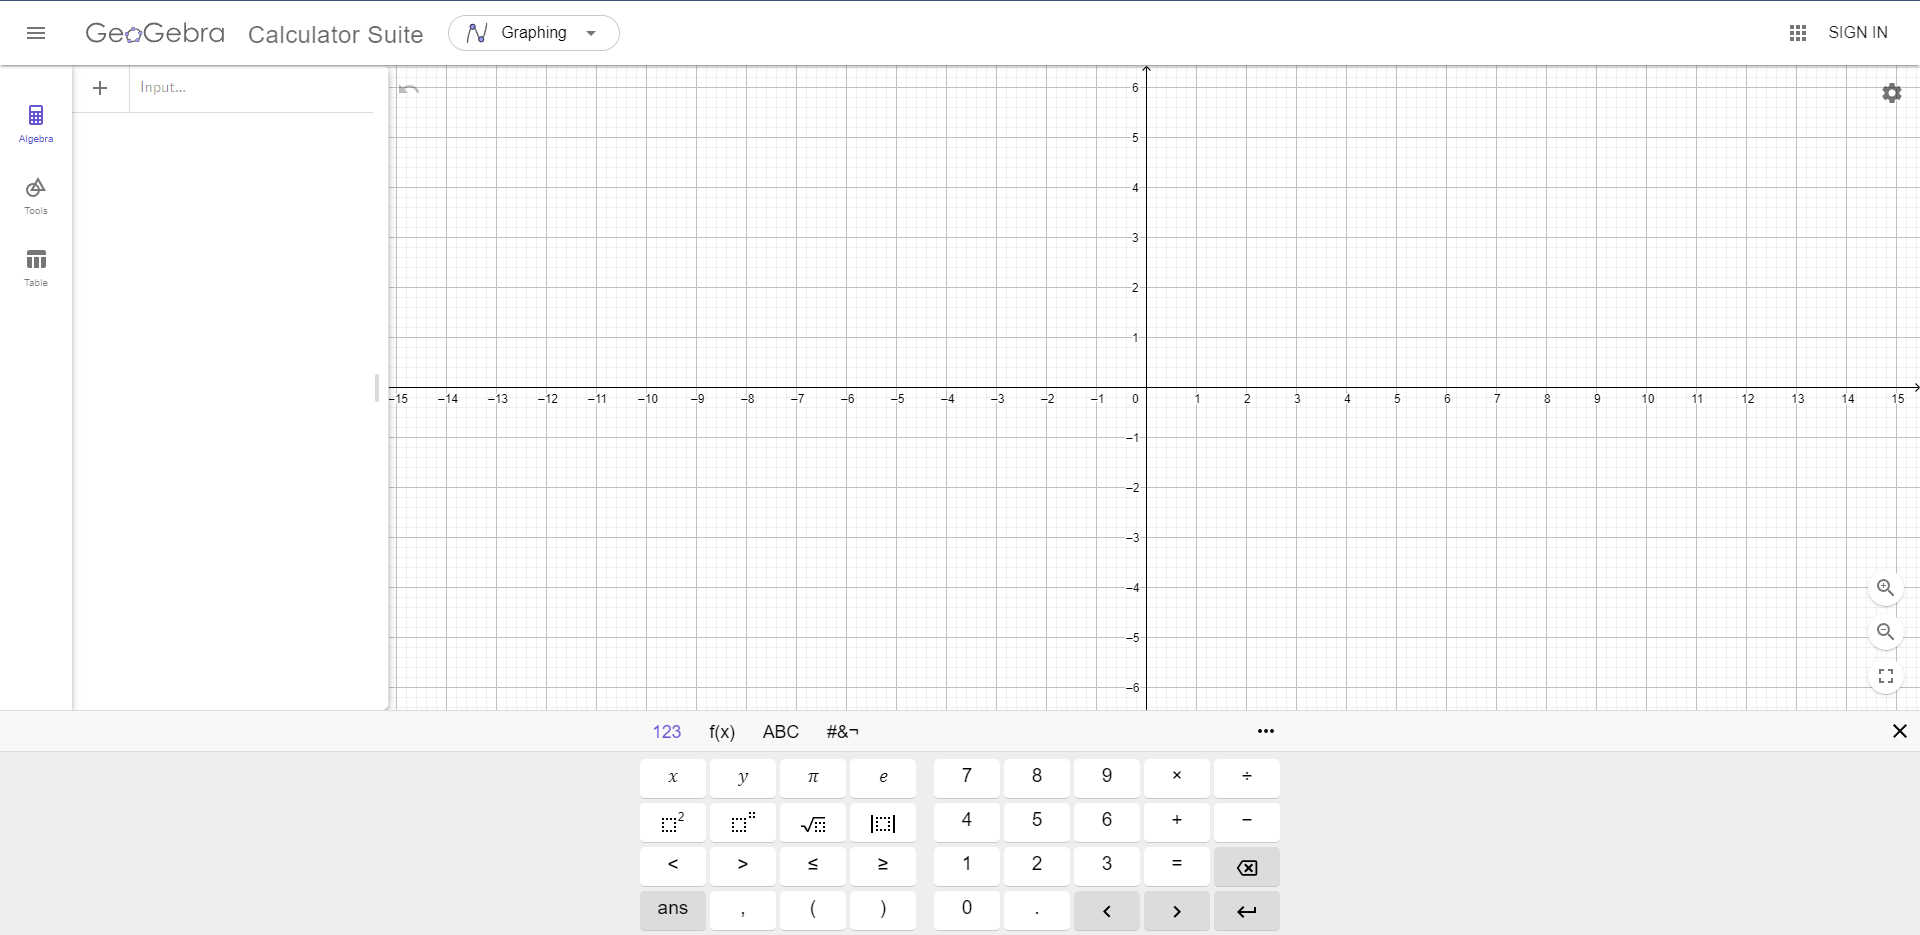 GeoGebra Calculator Suite Graphing SIGN IN
Input...
Algebra
Tools
Table
6
5
4
3
2
1
–15 –14 –13 –12 –11 –10 –9 –8 –7 –6 –5 –4 –3 –2 –1 0 1 2 3 4 5 6 7 8 9 10 11 12 13 14 15
–1
–2
–3
–4
–5
–6
123 f(x) ABC #&¬ •••
x y π e 7 8 9 × ÷
2 √ 4 5 6 + −
< > ≤ ≥ 1 2 3 =
ans , ( ) 0 . < >